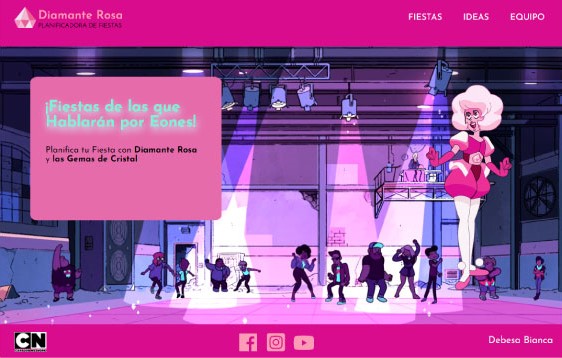 Diamante Rosa
PLANIFICADORA DE FIESTAS
FIESTAS IDEAS EQUIPO
¡Fiestas de las que
Hablarán por Eones!
Planifica tu Fiesta con Diamante Rosa
y las Gemas de Cristal
CN
Debesa Bianca